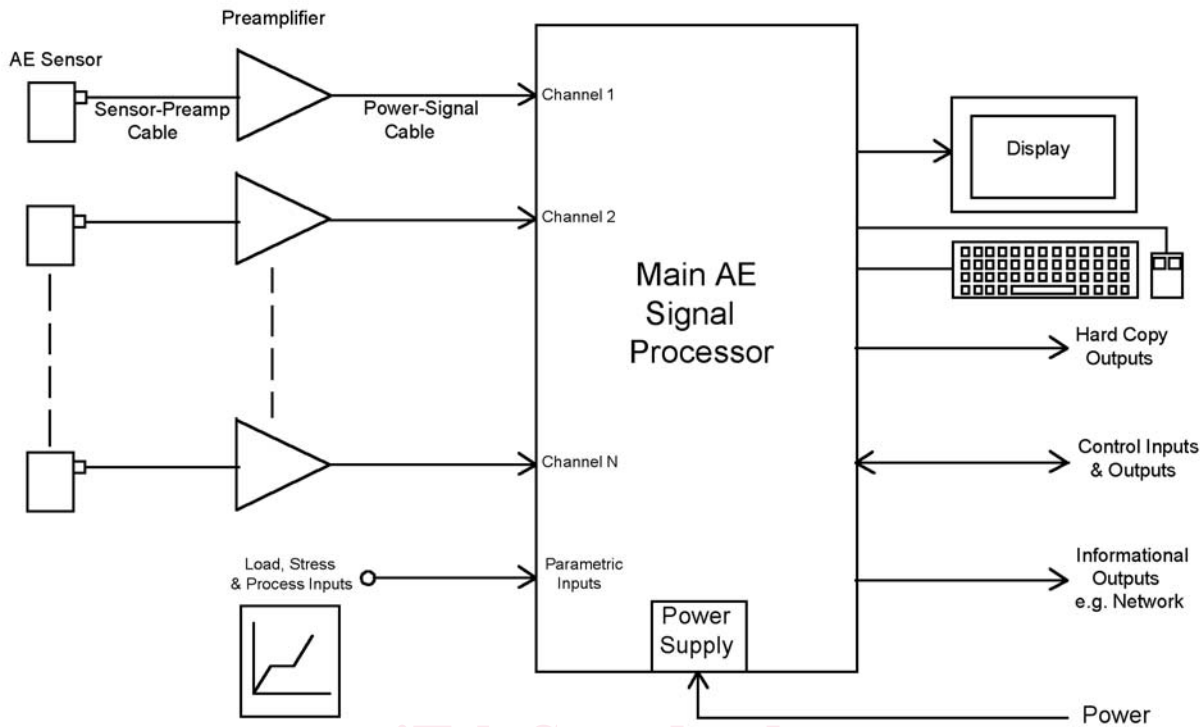 Preamplifier
AE Sensor
Sensor-Preamp
Cable
Power-Signal
Cable
Channel 1
Display
Channel 2
Main AE
Signal
Processor
Hard Copy
Outputs
Channel N
Control Inputs
& Outputs
Load, Stress
& Process Inputs
Parametric
Inputs
Informational
Outputs
e.g. Network
Power
Supply
Power